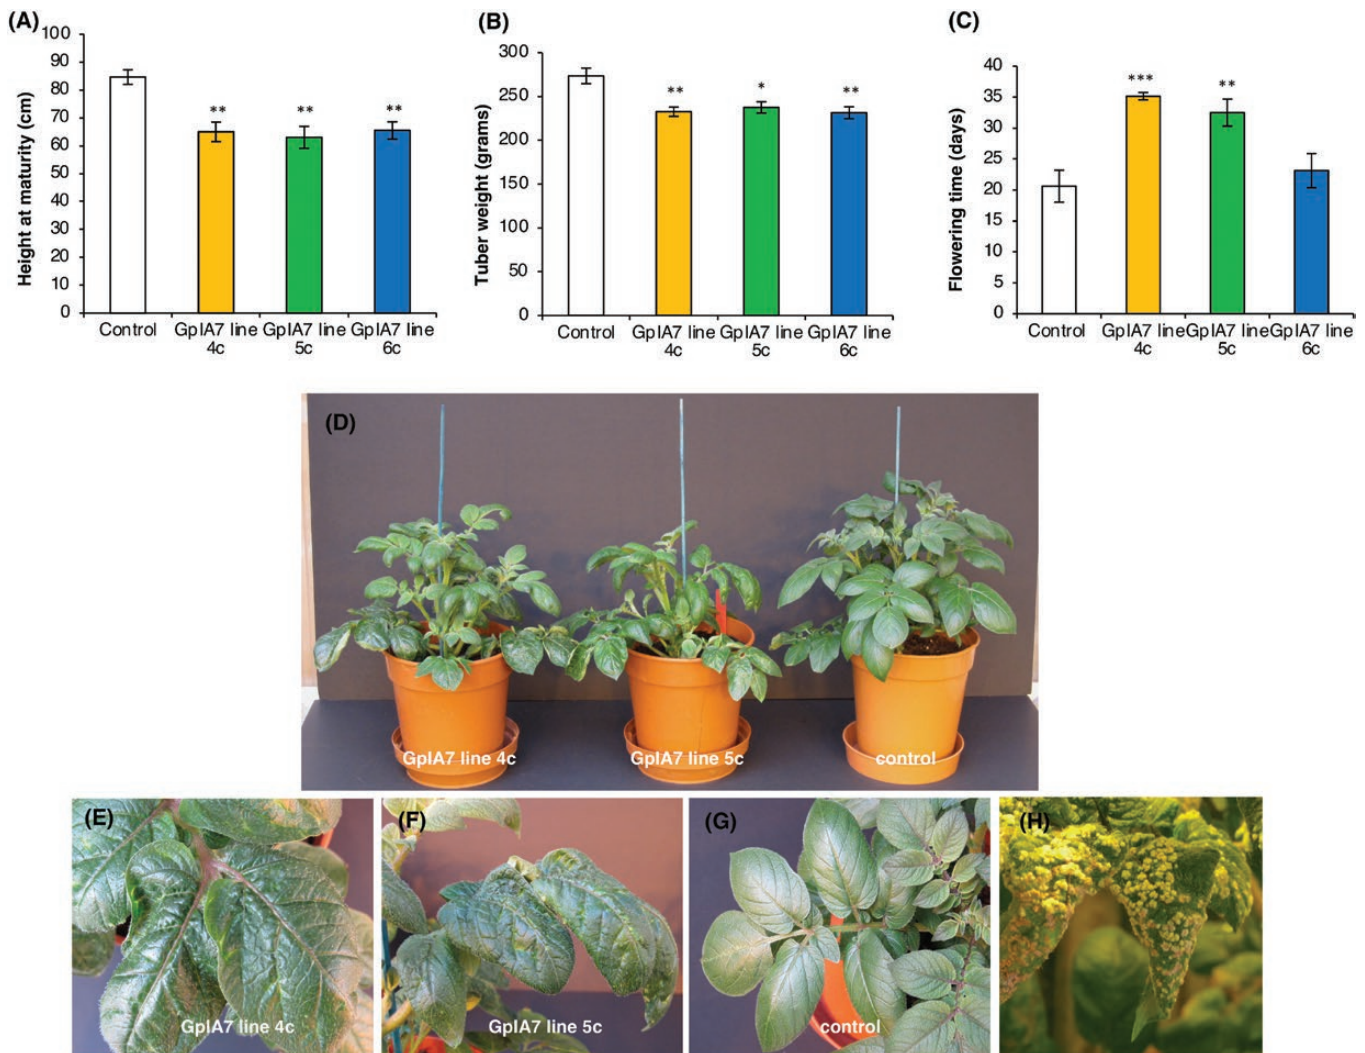 (A)
Height at maturity (cm)
100
90
80
70
60
50
40
30
20
10
0
**
**
**
Control
GpIA7 line
4c
GpIA7 line
5c
GpIA7 line
6c
(B)
Tuber weight (grams)
300
250
200
150
100
50
0
**
*
**
Control
GpIA7 line
4c
GpIA7 line
5c
GpIA7 line
6c
(C)
Flowering time (days)
40
35
30
25
20
15
10
5
0
***
**
Control
GpIA7 line
4c
GpIA7 line
5c
GpIA7 line
6c
(D)
GpIA7 line 4c
GpIA7 line 5c
control
(E)
GpIA7 line 4c
(F)
GpIA7 line 5c
(G)
control
(H)